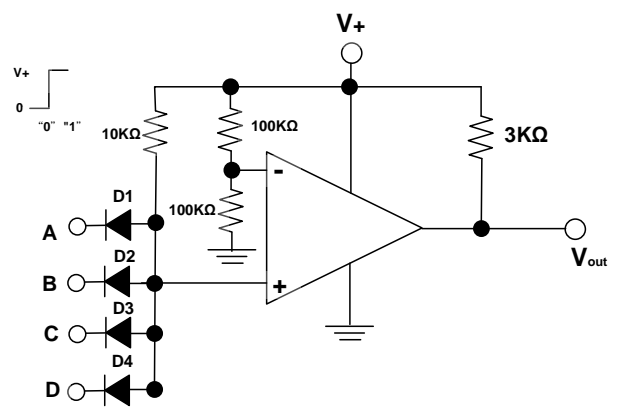 V+
V+
0
“0” "1"
10KΩ
100KΩ
3KΩ
-
100KΩ
D1
A
D2
B
+
Vout
D3
C
D4
D